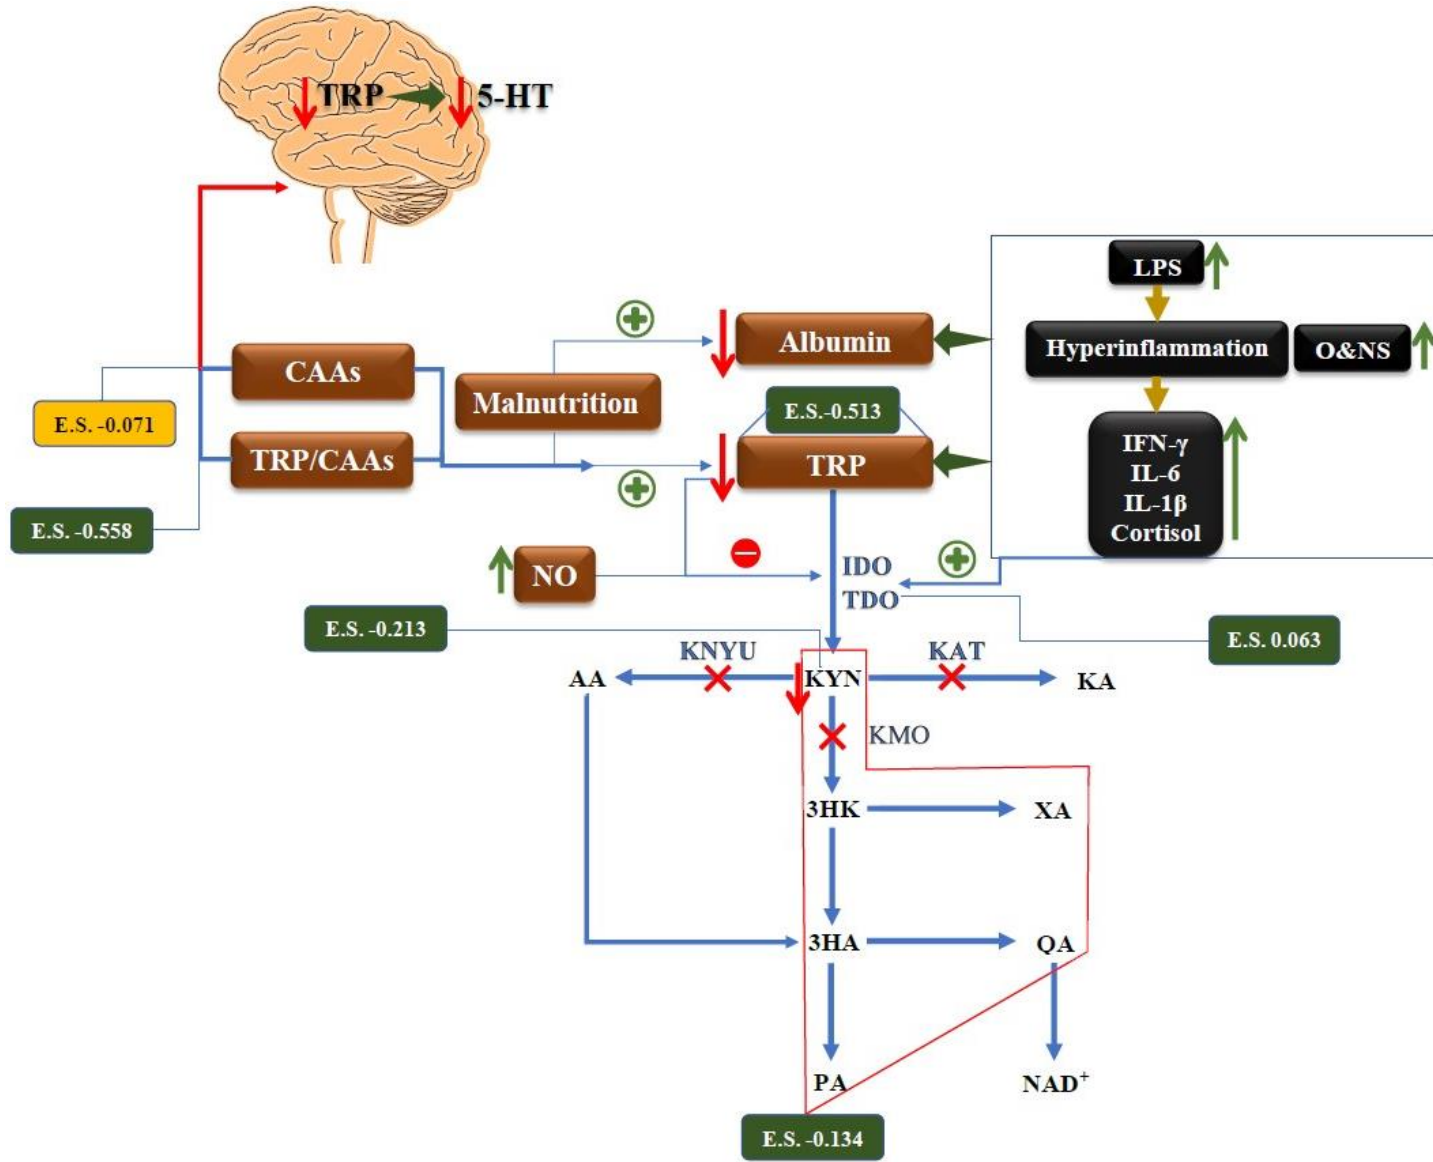 TRP
5-HT
LPS
Hyperinflammation
O&NS
Albumin
CAAs
Malnutrition
E.S. -0.071
E.S.-0.513
TRP/CAAs
TRP
IFN-γ
IL-6
IL-1β
Cortisol
E.S. -0.558
NO
IDO
TDO
E.S. -0.213
E.S. 0.063
KNYU
KAT
AA
KYN
KA
KMO
3HK
XA
3HA
QA
PA
NAD⁺
E.S. -0.134